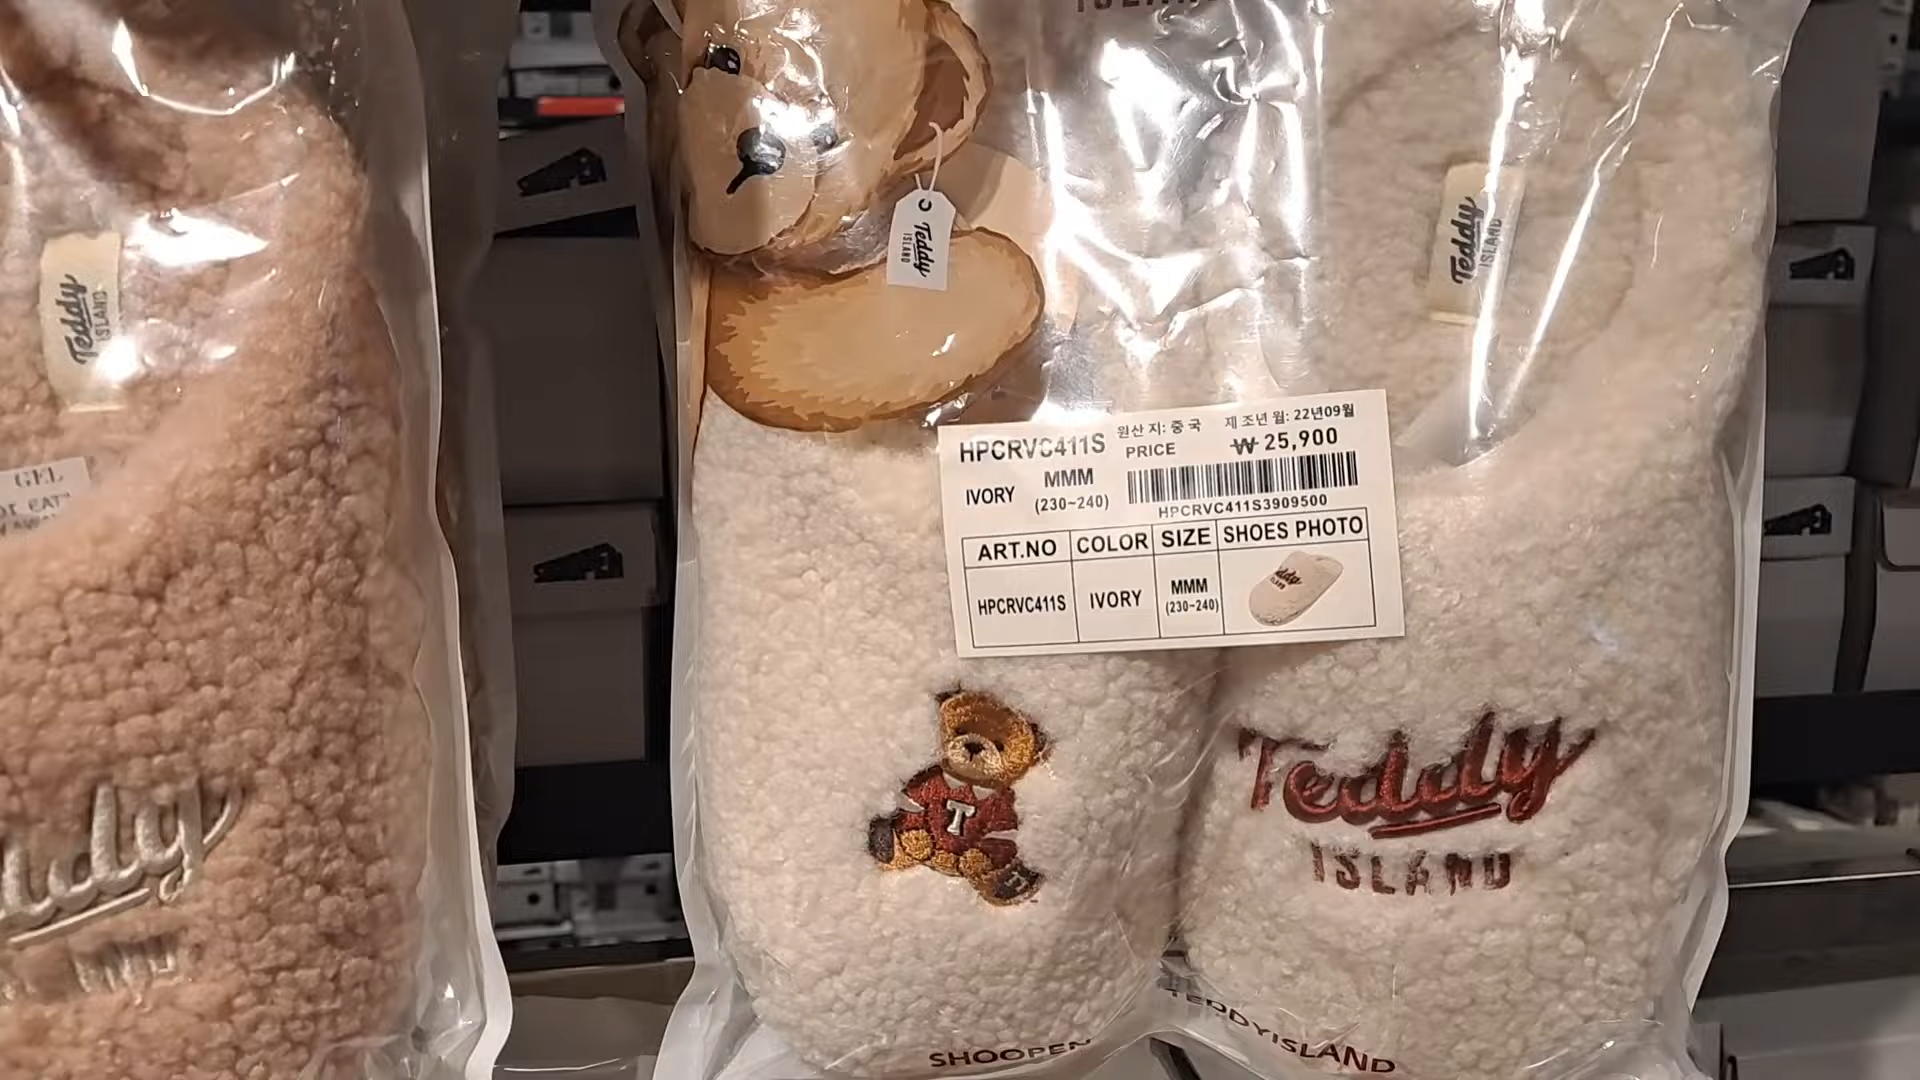 Teddy
ISLAND
GEL
Teddy
ISLAND
Teddy
ISLAND
HPCRVC411S
원산지: 중국 제조년월: 22년09월
PRICE ₩ 25,900
IVORY MMM
(230~240)
HPCRVC411S3909500
ART.NO COLOR SIZE SHOES PHOTO
HPCRVC411S IVORY MMM
(230~240)
T
Teddy
ISLAND
SHOOPEN
TEDDYISLAND